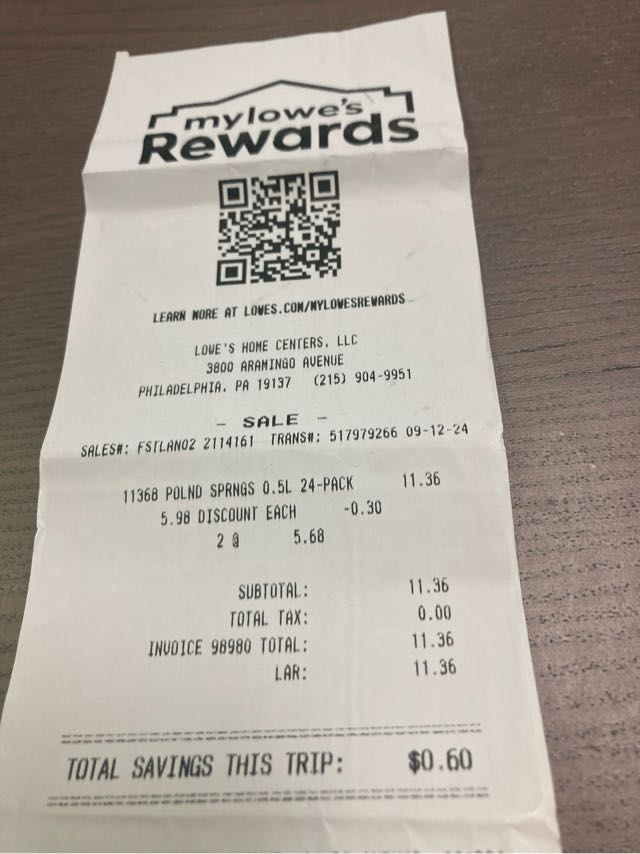 mylowe's
Rewards
LEARN MORE AT LOWES.COM/MYLOWESREWARDS
LOWE'S HOME CENTERS, LLC
3800 ARAMINGO AVENUE
PHILADELPHIA, PA 19137 (215) 904-9951
- SALE -
SALES#: FSTLAN02 2114161 TRANS#: 517979266 09-12-24
11368 POLND SPRNGS 0.5L 24-PACK 11.36
5.98 DISCOUNT EACH -0.30
2 @ 5.68
SUBTOTAL: 11.36
TOTAL TAX: 0.00
INVOICE 98980 TOTAL: 11.36
LAR: 11.36
TOTAL SAVINGS THIS TRIP: $0.60